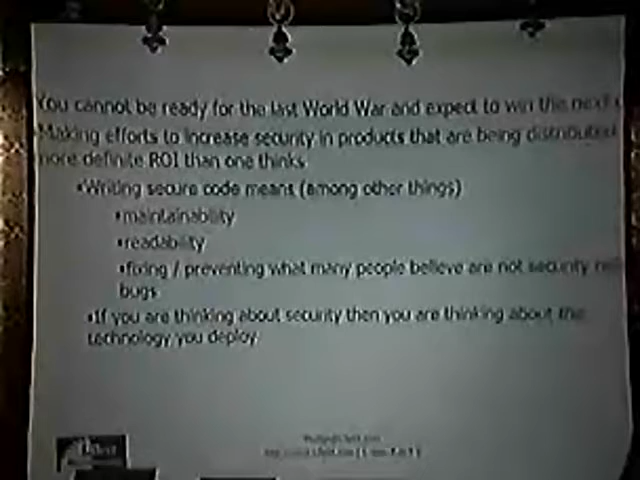 You cannot be ready for the last World War and expect to win the next
Making efforts to increase security in products that are being distributed
more definite ROI than one thinks.
•Writing secure code means (among other things)
•maintainability
•readability
•fixing / preventing what many people believe are not security
bugs
•If you are thinking about security then you are thinking about the
technology you deploy.